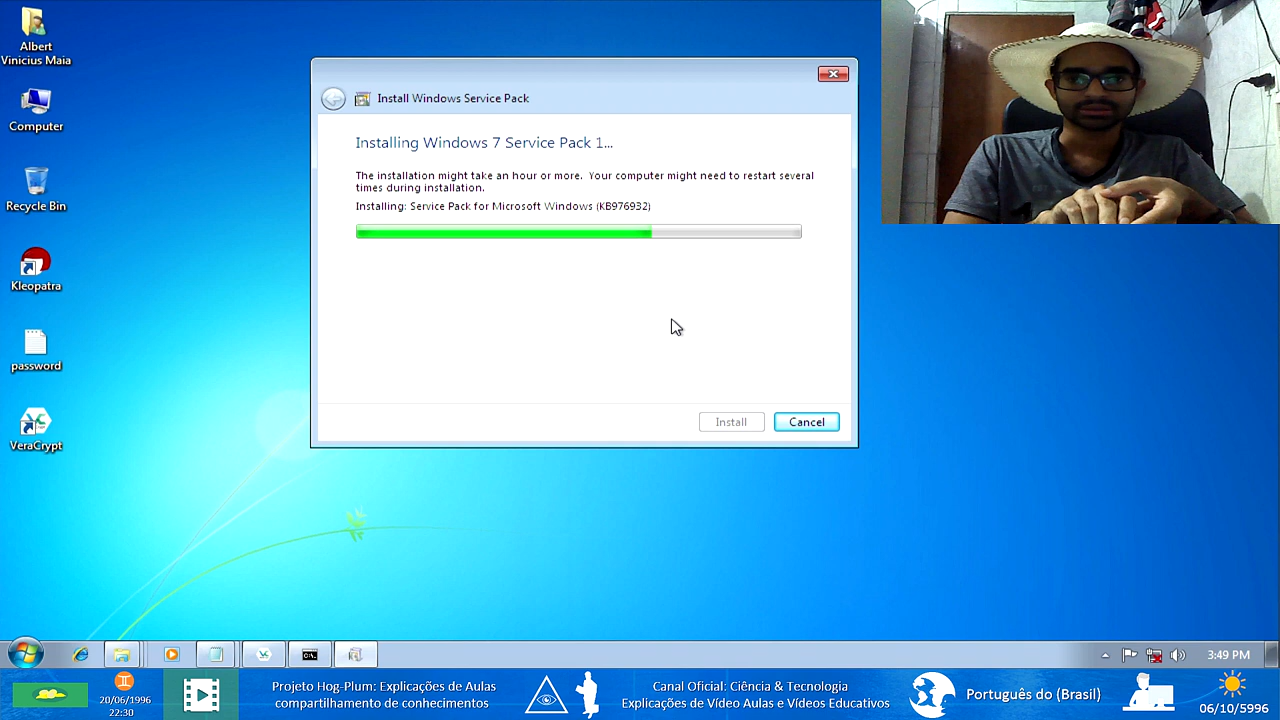 Albert
Vinicius Maia
Computer
Recycle Bin
Kleopatra
password
VeraCrypt
Install Windows Service Pack
Installing Windows 7 Service Pack 1...
The installation might take an hour or more. Your computer might need to restart several
times during installation.
Installing: Service Pack for Microsoft Windows (KB976932)
Install
Cancel
C:\.
3:49 PM
20/06/1996
22:30
Projeto Hog-Plum: Explicações de Aulas
compartilhamento de conhecimentos
Canal Oficial: Ciência & Tecnologia
Explicações de Vídeo Aulas e Vídeos Educativos
Português do (Brasil)
06/10/5996